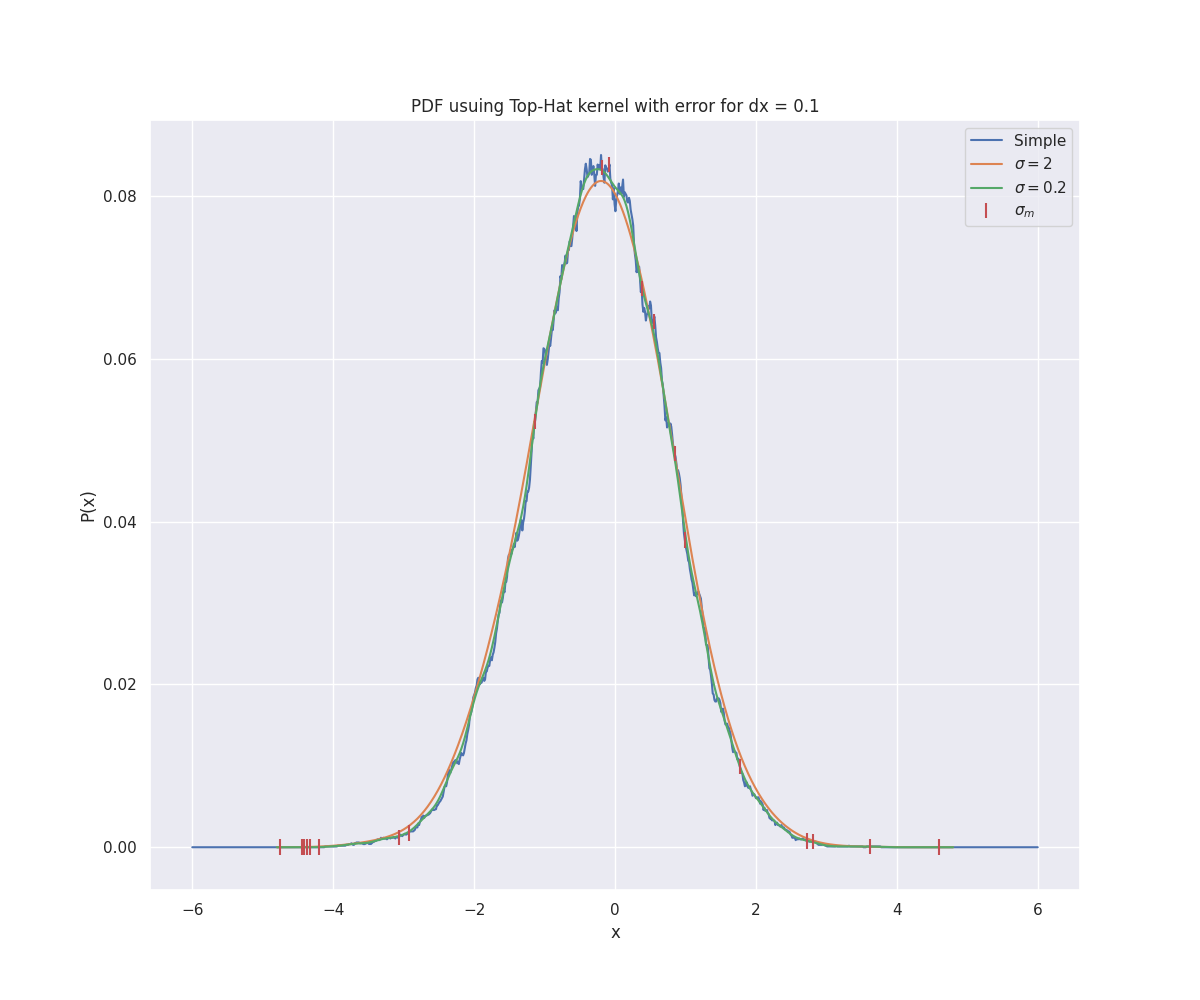 PDF usuing Top-Hat kernel with error for dx = 0.1
Simple
σ = 2
σ = 0.2
σₘ
P(x)
0.08
0.06
0.04
0.02
0.00
−6
−4
−2
0
2
4
6
x